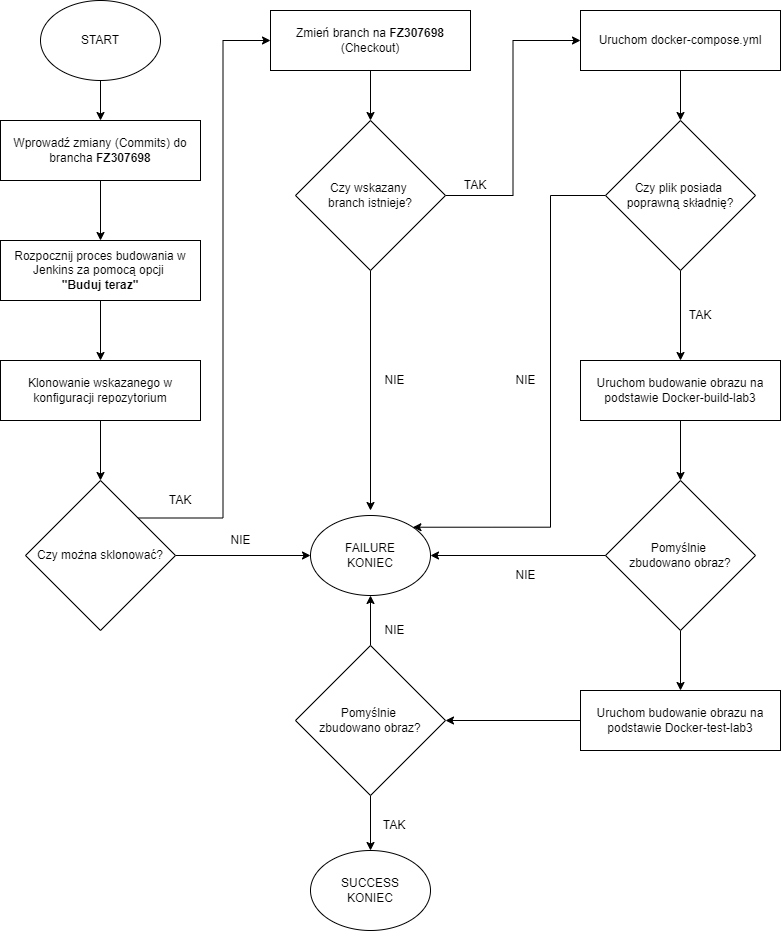 START
Wprowadź zmiany (Commits) do
brancha FZ307698
Rozpocznij proces budowania w
Jenkins za pomocą opcji
"Buduj teraz"
Klonowanie wskazanego w
konfiguracji repozytorium
Czy można sklonować?
TAK
NIE
Zmień branch na FZ307698
(Checkout)
Czy wskazany
branch istnieje?
TAK
NIE
Uruchom docker-compose.yml
Czy plik posiada
poprawną składnię?
NIE
TAK
Uruchom budowanie obrazu na
podstawie Docker-build-lab3
Pomyślnie
zbudowano obraz?
NIE
Uruchom budowanie obrazu na
podstawie Docker-test-lab3
Pomyślnie
zbudowano obraz?
NIE
FAILURE
KONIEC
TAK
SUCCESS
KONIEC